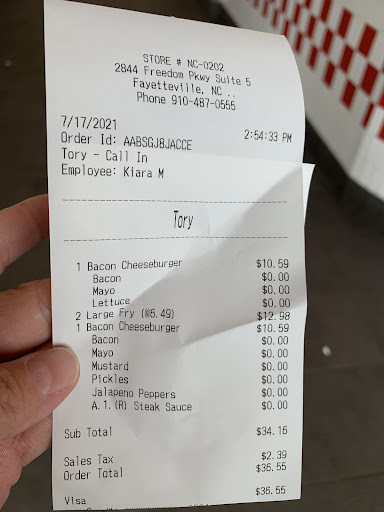 STORE # NC-0202
2844 Freedom Pkwy Suite 5
Fayetteville, NC ..
Phone 910-487-0555
7/17/2021 2:54:33 PM
Order Id: AABSGJ8JACCE
Tory - Call In
Employee: Kiara M
Tory
1 Bacon Cheeseburger $10.59
Bacon $0.00
Mayo $0.00
Lettuce $0.00
2 Large Fry (@6.49) $12.98
1 Bacon Cheeseburger $10.59
Bacon $0.00
Mayo $0.00
Mustard $0.00
Pickles $0.00
Jalapeno Peppers $0.00
A.1.(R) Steak Sauce $0.00
Sub Total $34.16
Sales Tax $2.39
Order Total $36.55
Visa $36.55